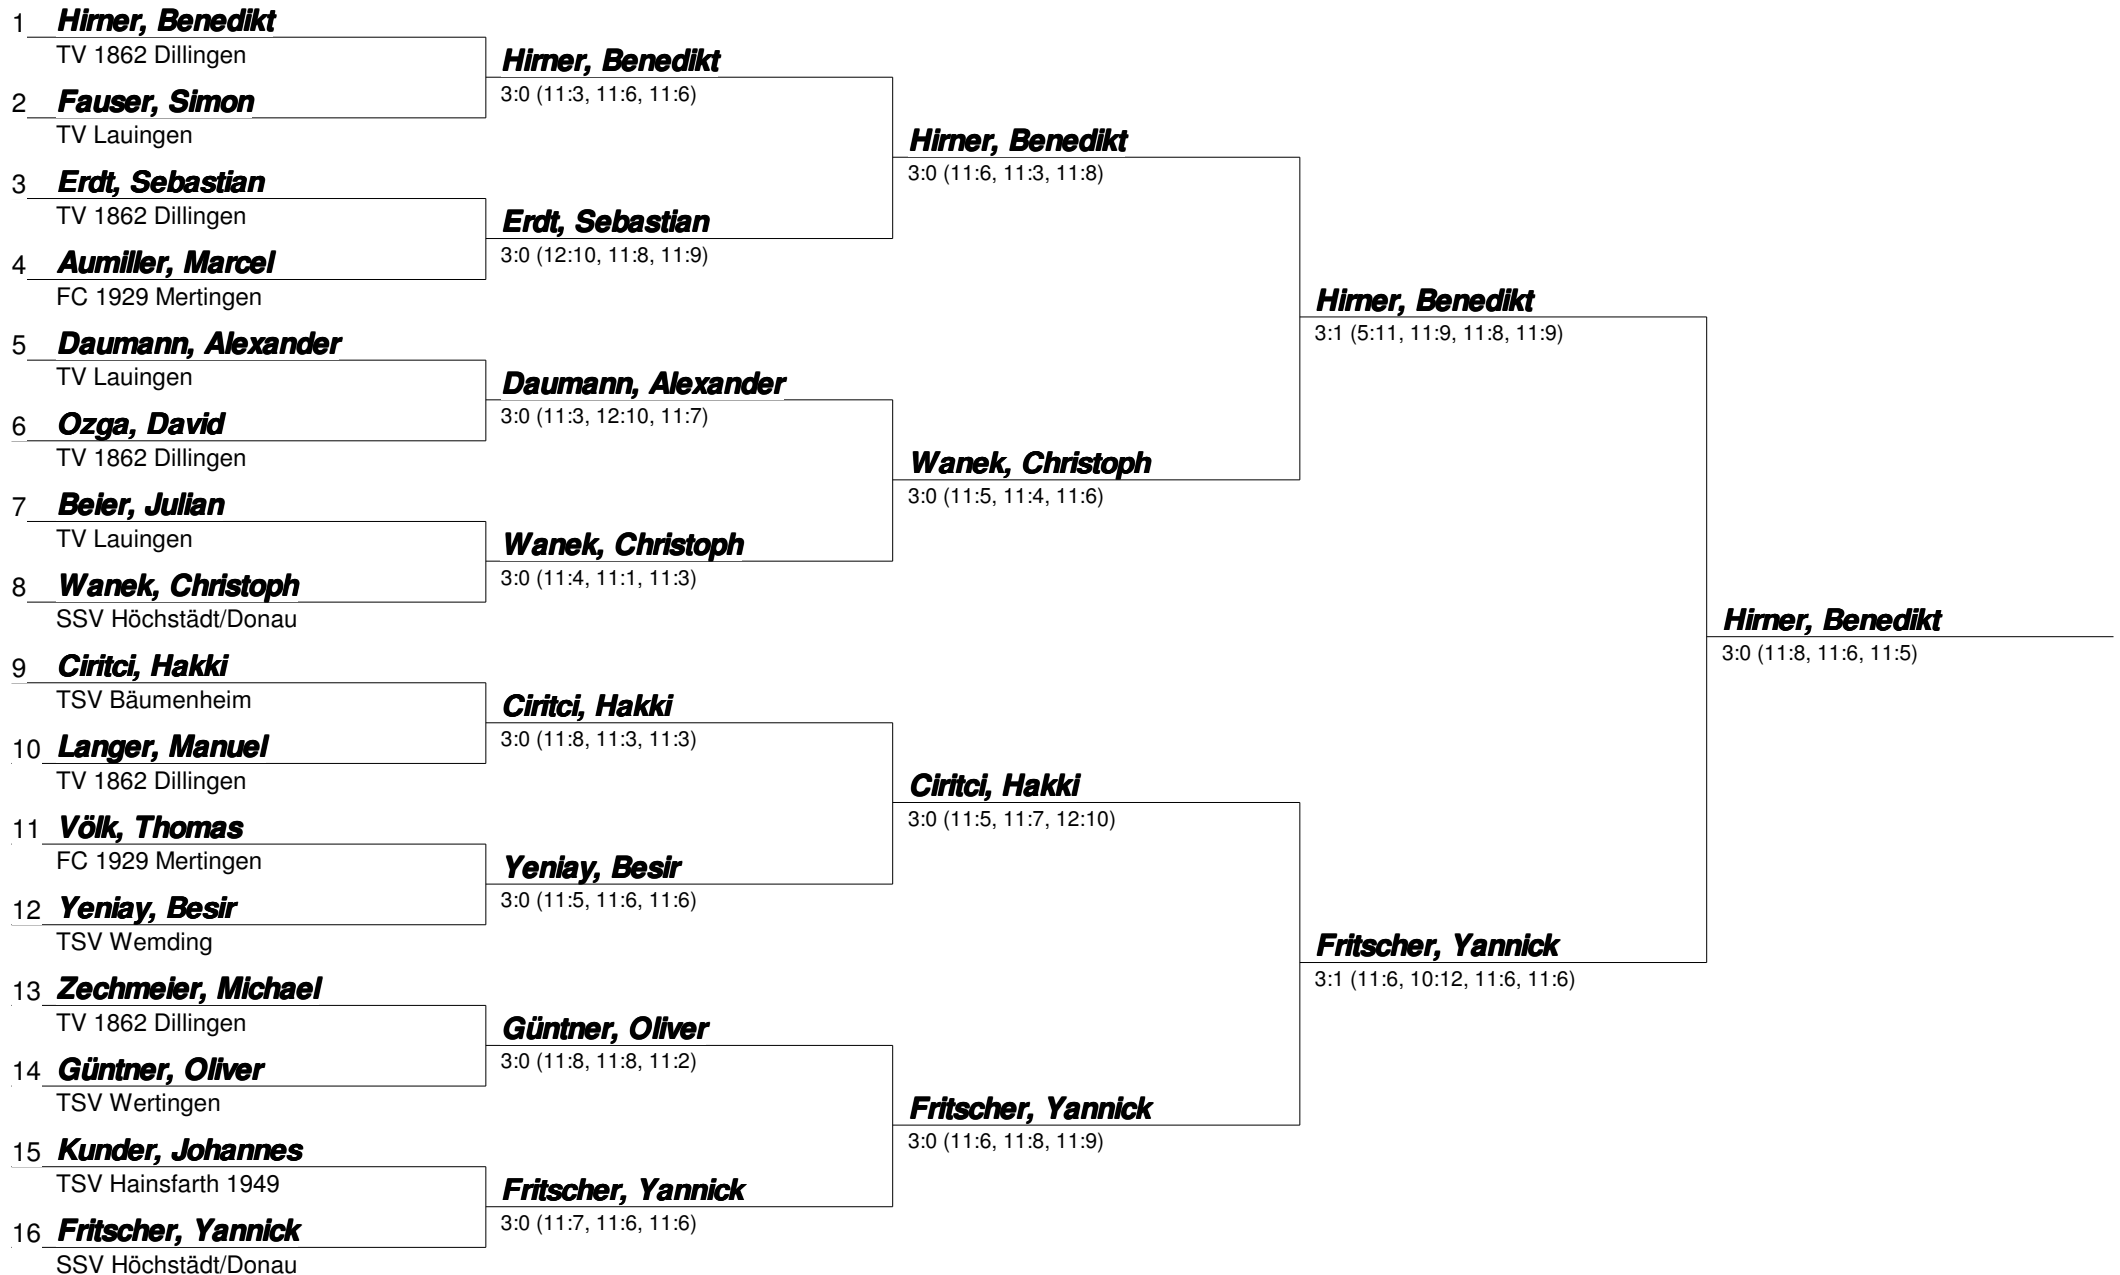 1 Hirner, Benedikt
TV 1862 Dillingen
2 Fauser, Simon
TV Lauingen
3 Erdt, Sebastian
TV 1862 Dillingen
4 Aumiller, Marcel
FC 1929 Mertingen
5 Daumann, Alexander
TV Lauingen
6 Ozga, David
TV 1862 Dillingen
7 Beier, Julian
TV Lauingen
8 Wanek, Christoph
SSV Höchstädt/Donau
9 Ciritci, Hakki
TSV Bäumenheim
10 Langer, Manuel
TV 1862 Dillingen
11 Völk, Thomas
FC 1929 Mertingen
12 Yeniay, Besir
TSV Wemding
13 Zechmeier, Michael
TV 1862 Dillingen
14 Güntner, Oliver
TSV Wertingen
15 Kunder, Johannes
TSV Hainsfarth 1949
16 Fritscher, Yannick
SSV Höchstädt/Donau
Hirner, Benedikt
3:0 (11:3, 11:6, 11:6)
Erdt, Sebastian
3:0 (12:10, 11:8, 11:9)
Daumann, Alexander
3:0 (11:3, 12:10, 11:7)
Wanek, Christoph
3:0 (11:4, 11:1, 11:3)
Ciritci, Hakki
3:0 (11:8, 11:3, 11:3)
Yeniay, Besir
3:0 (11:5, 11:6, 11:6)
Güntner, Oliver
3:0 (11:8, 11:8, 11:2)
Fritscher, Yannick
3:0 (11:7, 11:6, 11:6)
Hirner, Benedikt
3:0 (11:6, 11:3, 11:8)
Wanek, Christoph
3:0 (11:5, 11:4, 11:6)
Ciritci, Hakki
3:0 (11:5, 11:7, 12:10)
Fritscher, Yannick
3:0 (11:6, 11:8, 11:9)
Hirner, Benedikt
3:1 (5:11, 11:9, 11:8, 11:9)
Fritscher, Yannick
3:1 (11:6, 10:12, 11:6, 11:6)
Hirner, Benedikt
3:0 (11:8, 11:6, 11:5)